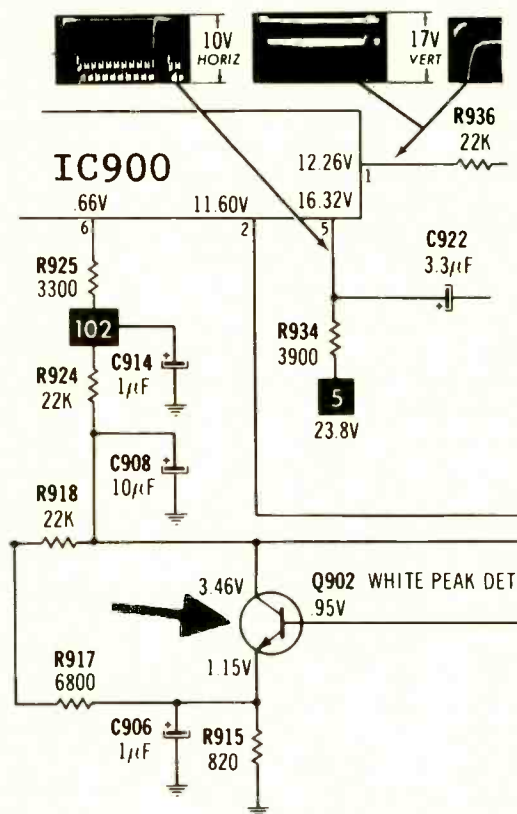 10V
HORIZ
17V
VERT
R936
22K
IC900
12.26V
1
.66V
11.60V
16.32V
6
2
5
R925
3300
C922
3.3µF
+
102
R934
3900
+
C914
1µF
R924
22K
5
23.8V
+
C908
10µF
R918
22K
3.46V
Q902 WHITE PEAK DET
.95V
1.15V
R917
6800
+
C906
1µF
R915
820